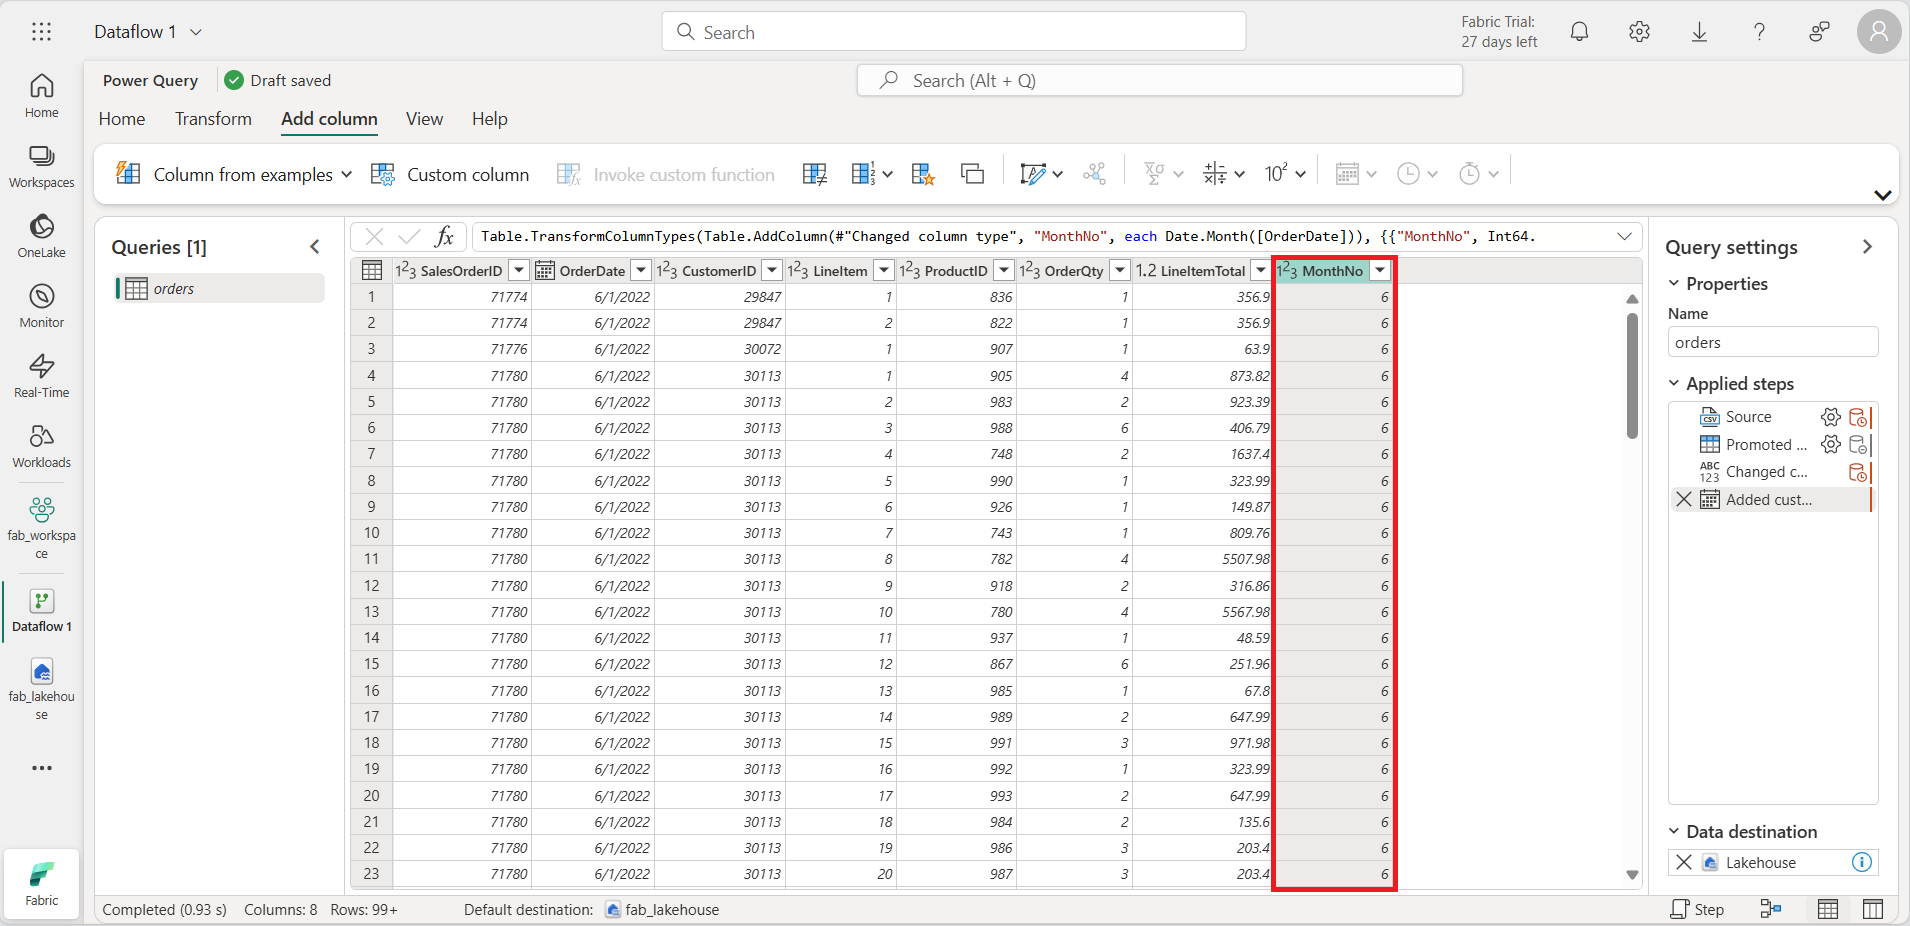 Dataflow 1
Search
Fabric Trial:
27 days left
Home
Workspaces
OneLake
Monitor
Real-Time
Workloads
fab_workspa
ce
Dataflow 1
fab_lakehou
se
Fabric
Power Query
Draft saved
Search (Alt + Q)
Home Transform Add column View Help
Column from examples Custom column Invoke custom function
Queries [1]
orders
Table.TransformColumnTypes(Table.AddColumn(#"Changed column type", "MonthNo", each Date.Month([OrderDate])), {{"MonthNo", Int64.
SalesOrderID OrderDate CustomerID LineItem ProductID OrderQty 1.2 LineItemTotal MonthNo
1 71774 6/1/2022 29847 1 836 1 356.9 6
2 71774 6/1/2022 29847 2 822 1 356.9 6
3 71776 6/1/2022 30072 1 907 1 63.9 6
4 71780 6/1/2022 30113 1 905 4 873.82 6
5 71780 6/1/2022 30113 2 983 2 923.39 6
6 71780 6/1/2022 30113 3 988 6 406.79 6
7 71780 6/1/2022 30113 4 748 2 1637.4 6
8 71780 6/1/2022 30113 5 990 1 323.99 6
9 71780 6/1/2022 30113 6 926 1 149.87 6
10 71780 6/1/2022 30113 7 743 1 809.76 6
11 71780 6/1/2022 30113 8 782 4 5507.98 6
12 71780 6/1/2022 30113 9 918 2 316.86 6
13 71780 6/1/2022 30113 10 780 4 5567.98 6
14 71780 6/1/2022 30113 11 937 1 48.59 6
15 71780 6/1/2022 30113 12 867 6 251.96 6
16 71780 6/1/2022 30113 13 985 1 67.8 6
17 71780 6/1/2022 30113 14 989 2 647.99 6
18 71780 6/1/2022 30113 15 991 3 971.98 6
19 71780 6/1/2022 30113 16 992 1 323.99 6
20 71780 6/1/2022 30113 17 993 2 647.99 6
21 71780 6/1/2022 30113 18 984 2 135.6 6
22 71780 6/1/2022 30113 19 986 3 203.4 6
23 71780 6/1/2022 30113 20 987 3 203.4 6
Query settings
Properties
Name
orders
Applied steps
Source
Promoted ...
Changed c...
Added cust...
Data destination
Lakehouse
Completed (0.93 s) Columns: 8 Rows: 99+ Default destination: fab_lakehouse
Step